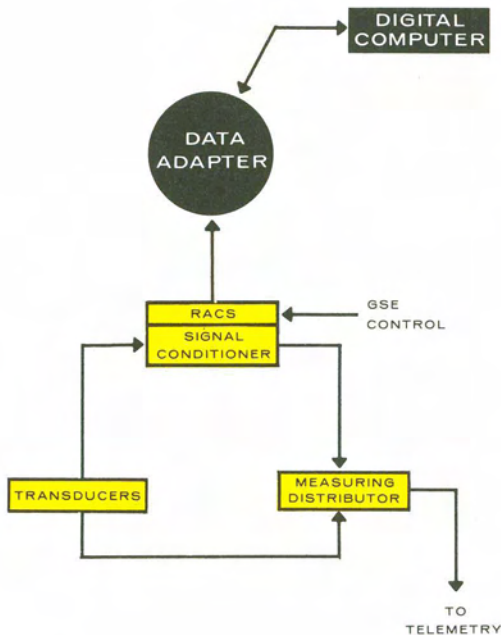 DIGITAL
COMPUTER
DATA
ADAPTER
RACS
GSE
CONTROL
SIGNAL
CONDITIONER
TRANSDUCERS
MEASURING
DISTRIBUTOR
TO
TELEMETRY